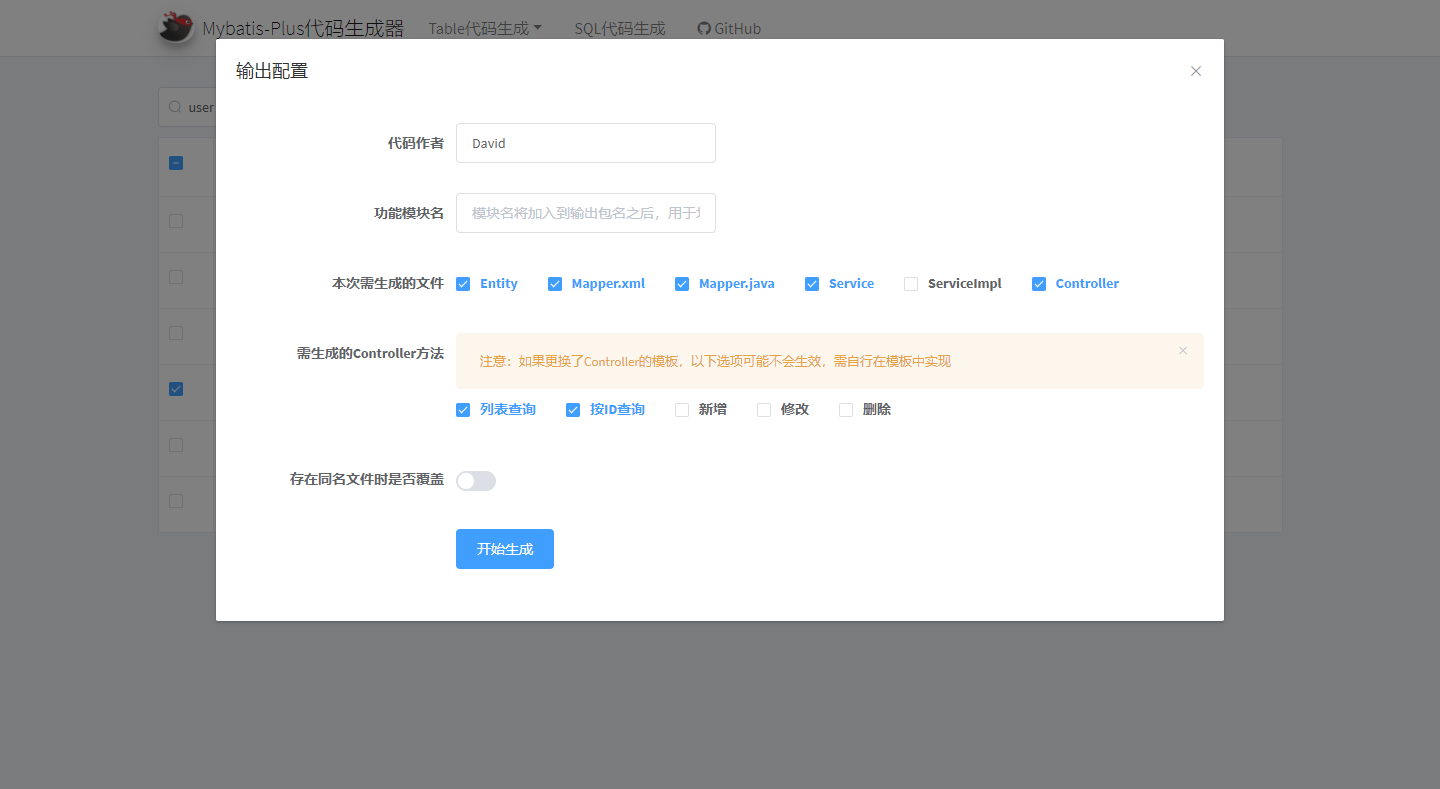 Mybatis-Plus代码生成器 Table代码生成 SQL代码生成 GitHub
输出配置
user
代码作者 David
功能模块名 模块名将加入到输出包名之后，用于
本次需生成的文件 Entity Mapper.xml Mapper.java Service ServiceImpl Controller
需生成的Controller方法 注意：如果更换了Controller的模板，以下选项可能不会生效，需自行在模板中实现
列表查询 按ID查询 新增 修改 删除
存在同名文件时是否覆盖
开始生成